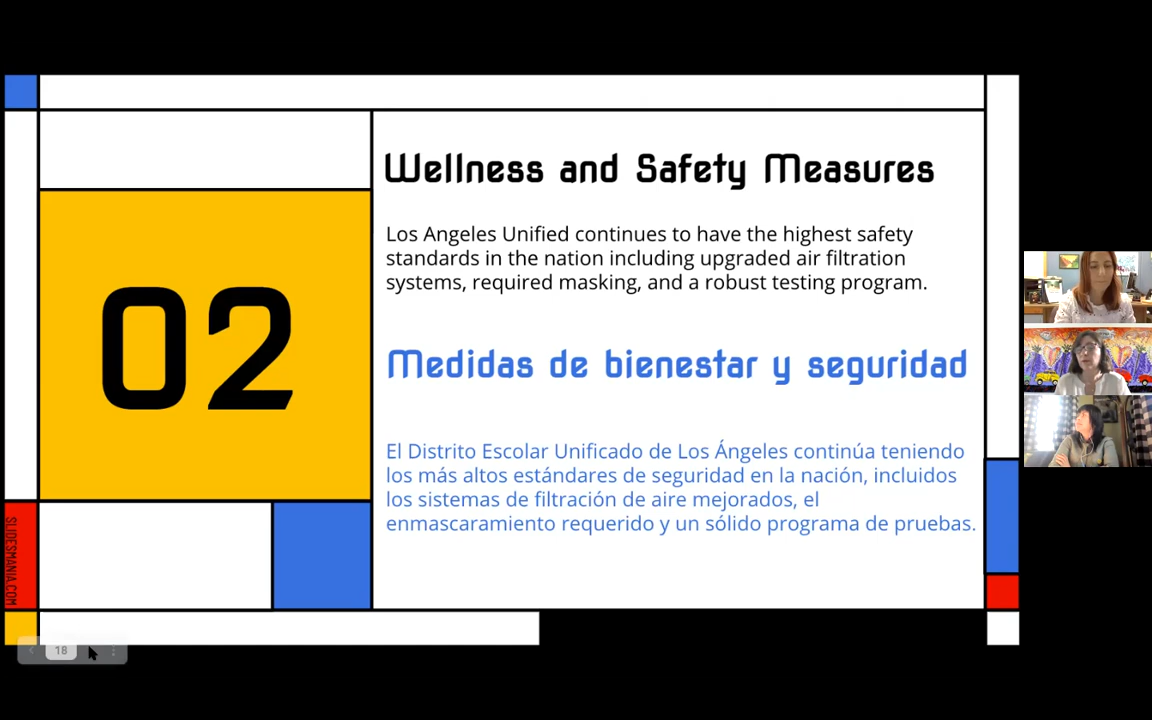 Wellness and Safety Measures
Los Angeles Unified continues to have the highest safety
standards in the nation including upgraded air filtration
systems, required masking, and a robust testing program.
02
Medidas de bienestar y seguridad
El Distrito Escolar Unificado de Los Ángeles continúa teniendo
los más altos estándares de seguridad en la nación, incluidos
los sistemas de filtración de aire mejorados, el
enmascaramiento requerido y un sólido programa de pruebas.
SLIDESMANIA.COM
18